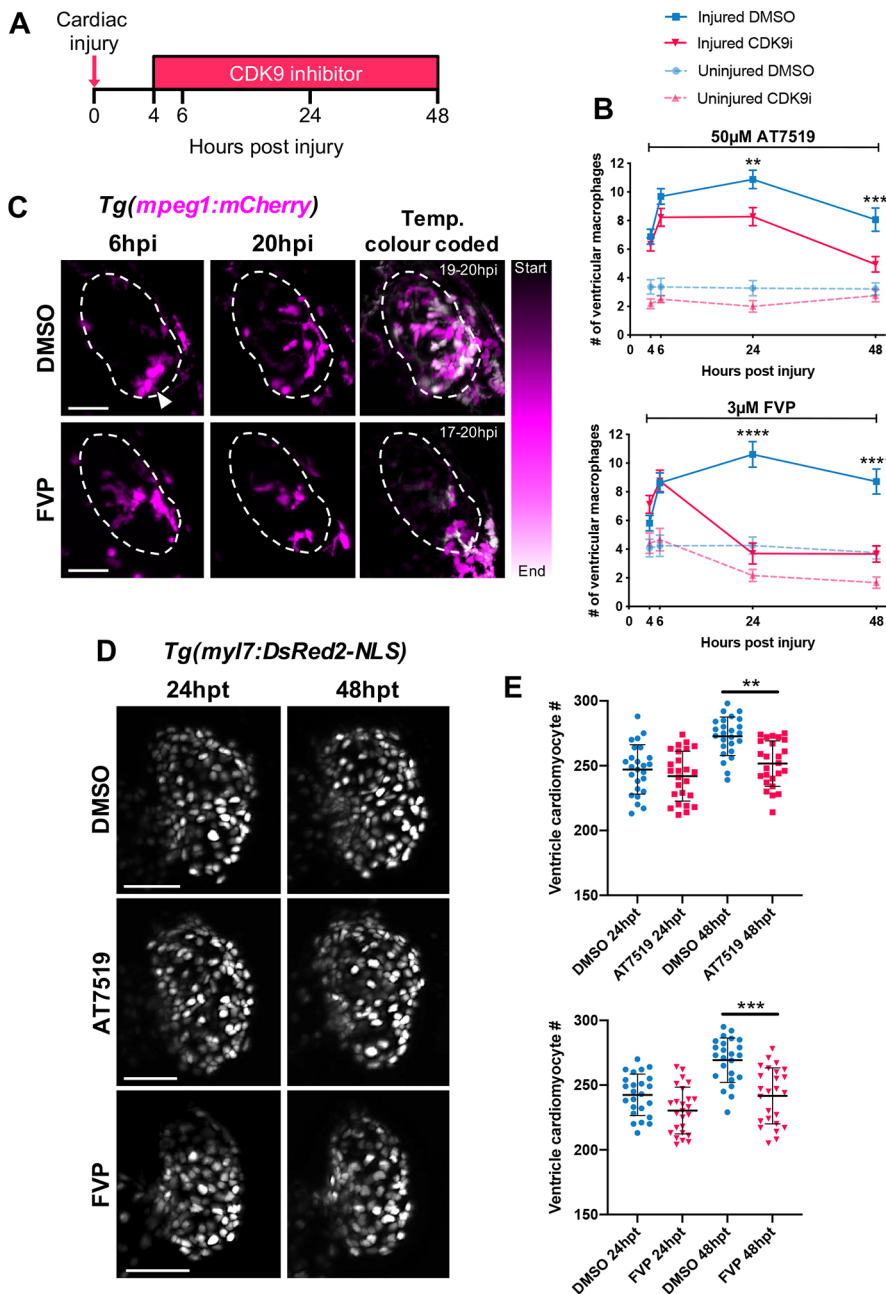 A
Cardiac
injury
CDK9 inhibitor
0 4 6 24 48
Hours post injury
Injured DMSO
Injured CDK9i
Uninjured DMSO
Uninjured CDK9i
B
50µM AT7519
**
***
12
10
8
6
4
2
0
# of ventricular macrophages
0 4 6 24 48
Hours post injury
3µM FVP
****
12
10
8
6
4
2
0
# of ventricular macrophages
0 4 6 24 48
Hours post injury
C
Tg(mpeg1:mCherry)
6hpi 20hpi Temp.
colour coded
DMSO
19-20hpi
Start
FVP
17-20hpi
End
D
Tg(myl7:DsRed2-NLS)
24hpt 48hpt
DMSO
AT7519
FVP
E
**
300
250
200
150
Ventricle cardiomyocyte #
DMSO 24hpt
AT7519 24hpt
DMSO 48hpt
AT7519 48hpt
***
300
250
200
150
Ventricle cardiomyocyte #
DMSO 24hpt
FVP 24hpt
DMSO 48hpt
FVP 48hpt